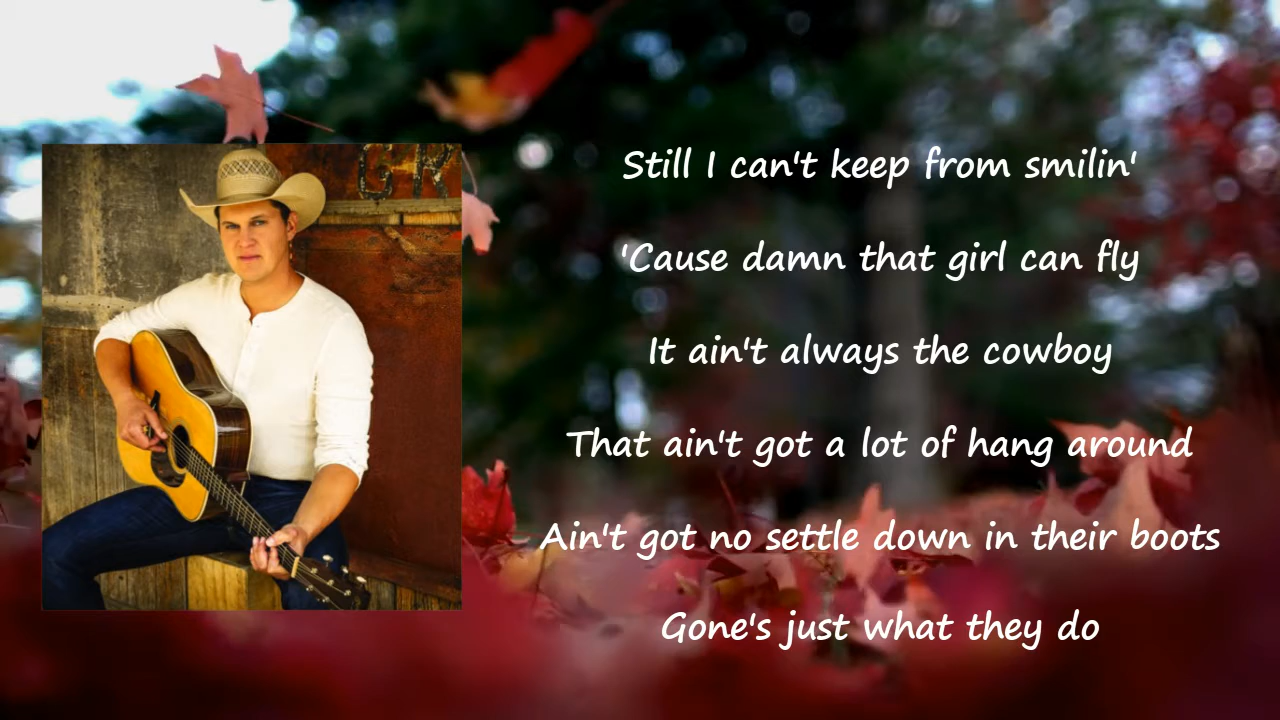 GR
Still I can't keep from smilin'
'Cause damn that girl can fly
It ain't always the cowboy
That ain't got a lot of hang around
Ain't got no settle down in their boots
Gone's just what they do